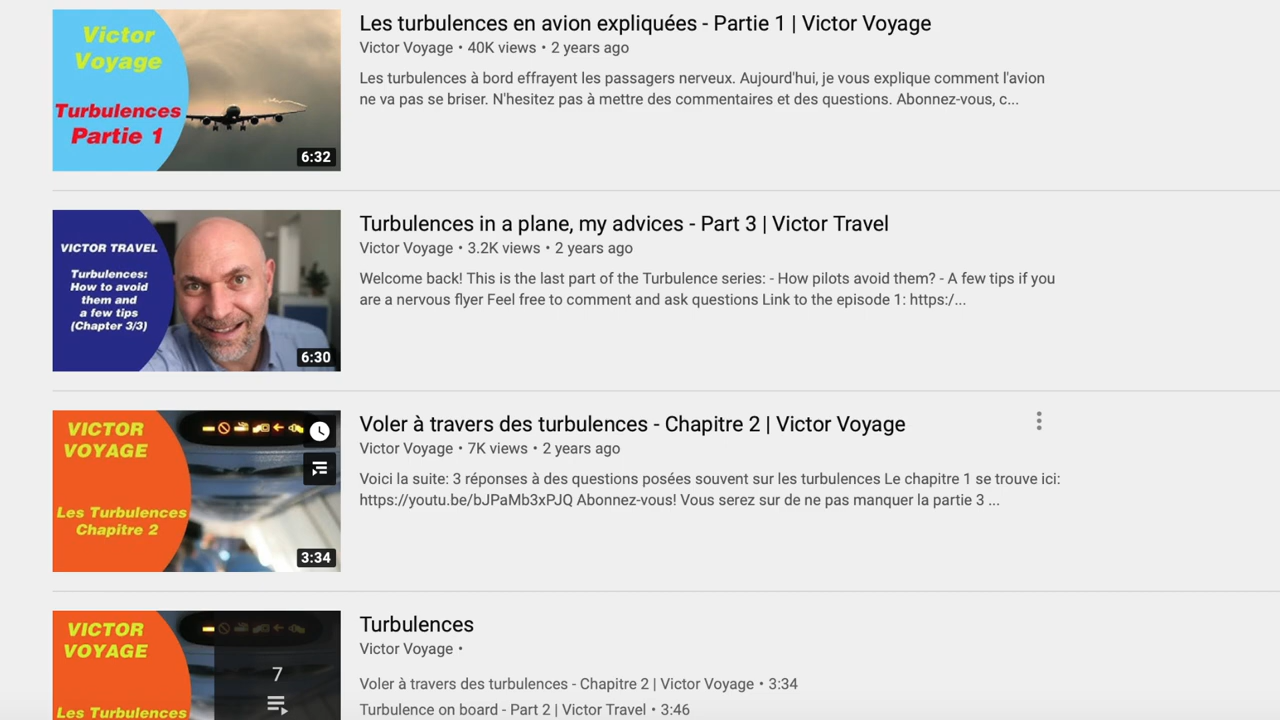 Victor
Voyage
Turbulences
Partie 1
6:32
Les turbulences en avion expliquées - Partie 1 | Victor Voyage
Victor Voyage • 40K views • 2 years ago
Les turbulences à bord effrayent les passagers nerveux. Aujourd'hui, je vous explique comment l'avion
ne va pas se briser. N'hesitez pas à mettre des commentaires et des questions. Abonnez-vous, c...
VICTOR TRAVEL
Turbulences:
How to avoid
them and
a few tips
(Chapter 3/3)
6:30
Turbulences in a plane, my advices - Part 3 | Victor Travel
Victor Voyage • 3.2K views • 2 years ago
Welcome back! This is the last part of the Turbulence series: - How pilots avoid them? - A few tips if you
are a nervous flyer Feel free to comment and ask questions Link to the episode 1: https:/...
VICTOR
VOYAGE
Les Turbulences
Chapitre 2
3:34
Voler à travers des turbulences - Chapitre 2 | Victor Voyage
Victor Voyage • 7K views • 2 years ago
Voici la suite: 3 réponses à des questions posées souvent sur les turbulences Le chapitre 1 se trouve ici:
https://youtu.be/bJPaMb3xPJQ Abonnez-vous! Vous serez sur de ne pas manquer la partie 3 ...
VICTOR
VOYAGE
Les Turbulences
7
Turbulences
Victor Voyage •
Voler à travers des turbulences - Chapitre 2 | Victor Voyage • 3:34
Turbulence on board - Part 2 | Victor Travel • 3:46